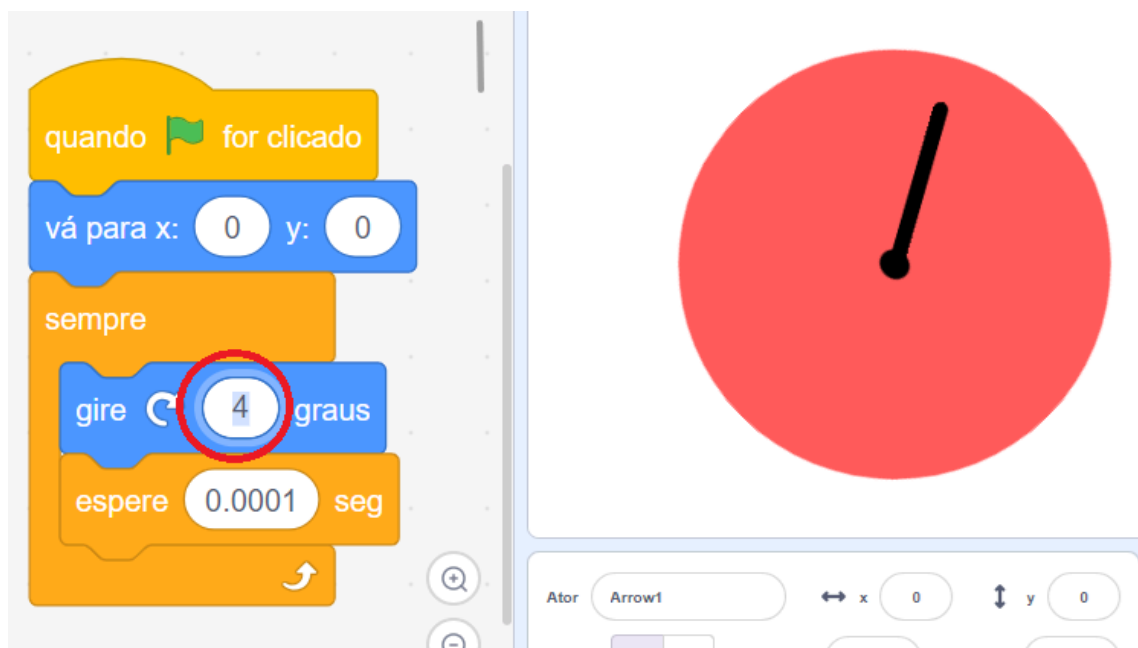 quando for clicado
vá para x: 0 y: 0
sempre
gire 4 graus
espere 0.0001 seg
Ator Arrow1 x 0 y 0